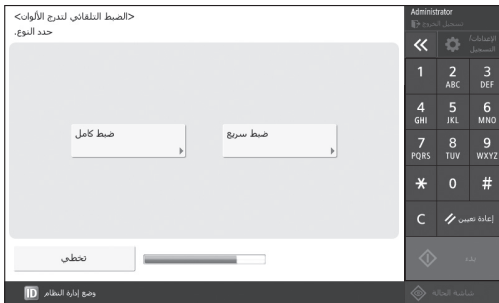 <الضبط التلقائي لتدرج الألوان>
حدد النوع.
ضبط كامل
ضبط سريع
تخطي
وضع إدارة النظام
ID
Administrator
تسجيل الخروج
الإعدادات/
التسجيل
1
2
ABC
3
DEF
4
GHI
5
JKL
6
MNO
7
PQRS
8
TUV
9
WXYZ
*
0
#
C
إعادة تعيين
بدء
شاشة الحالة